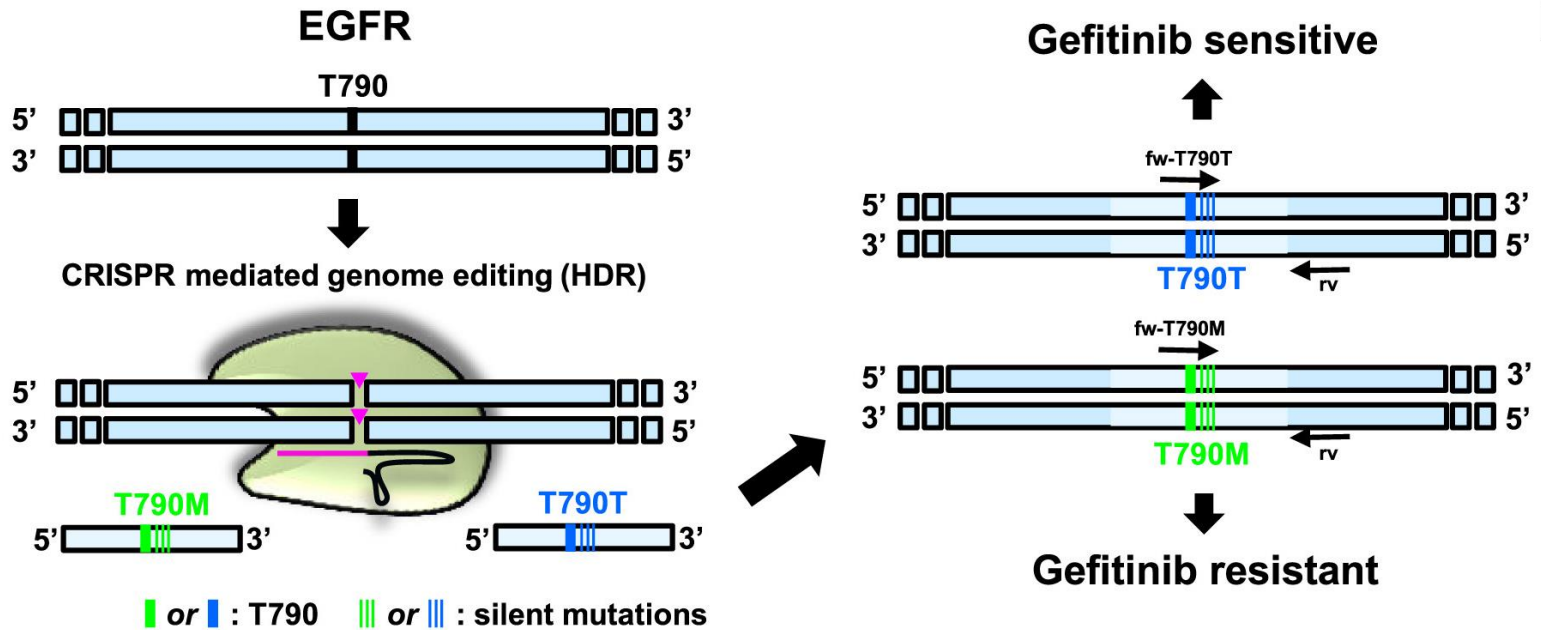 EGFR
T790
5’ 3’
3’ 5’
CRISPR mediated genome editing (HDR)
5’ 3’
3’ 5’
T790M
5’ 3’
T790T
5’ 3’
or : T790 or : silent mutations
Gefitinib sensitive
fw-T790T
5’ 3’
3’ 5’
T790T
rv
fw-T790M
5’ 3’
3’ 5’
T790M
rv
Gefitinib resistant